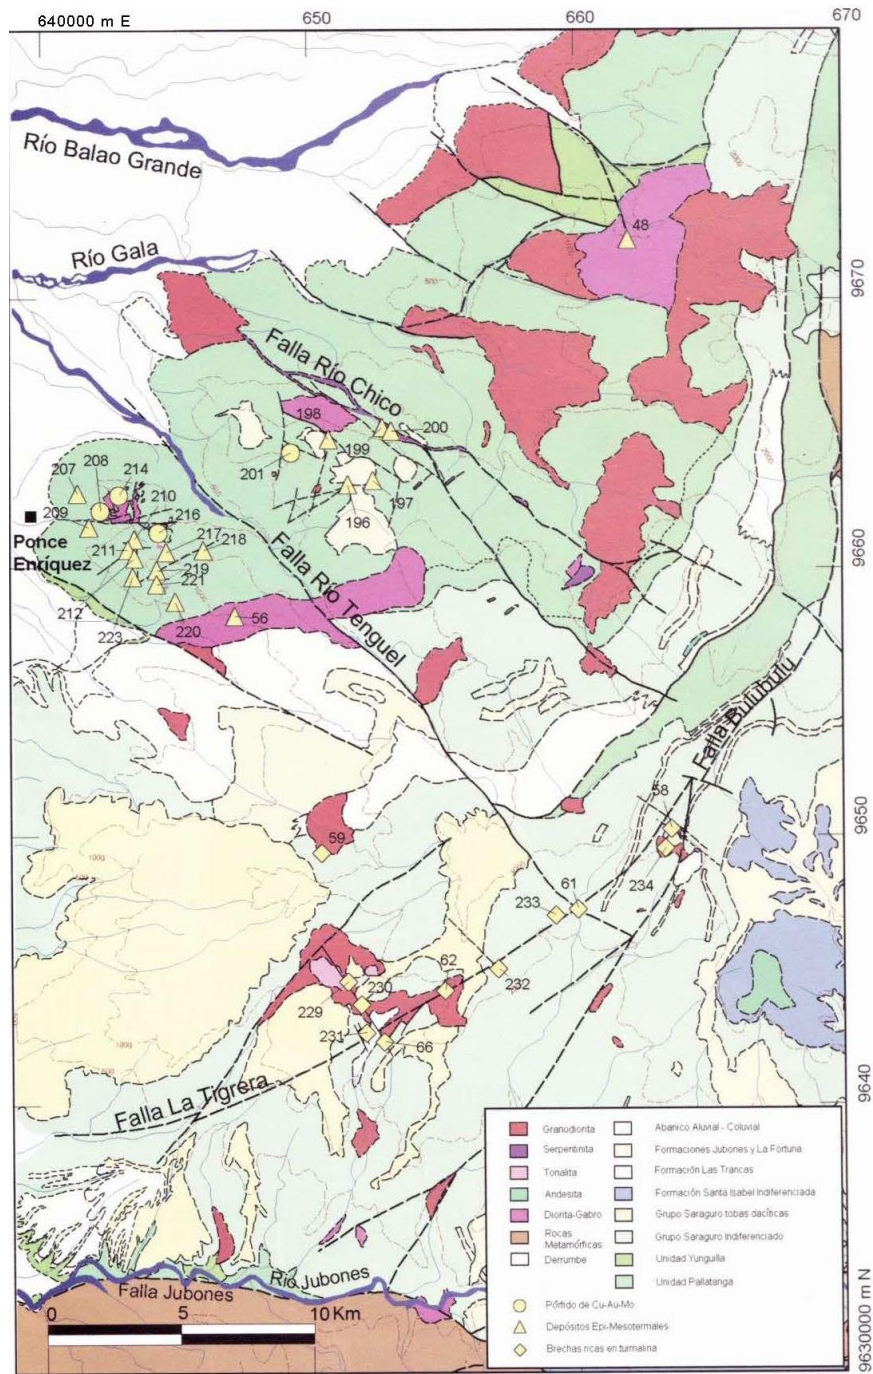 640000 m E
650
660
670
Río Balao Grande
Río Gala
48
9670
Falla Río Chico
198
200
199
201
197
196
207
208
214
210
209
216
Ponce
Enríquez
211
217
218
219
221
212
223
220
56
9660
Falla Río Tenguel
Falla Bulubulu
58
59
9650
234
233
61
62
232
230
229
231
66
9640
Falla La Tigrera
Río Jubones
Falla Jubones
0 5 10 Km
9630000 m N
Granodiorita
Serpentinita
Tonalita
Andesita
Diorita-Gabro
Rocas
Metamórficas
Derrumbe
Abanico Aluvial - Coluvial
Formaciones Jubones y La Fortuna
Formación Las Trancas
Formación Santa Isabel Indiferenciada
Grupo Saraguro tobas dacíticas
Grupo Saraguro Indiferenciado
Unidad Yunguilla
Unidad Pallatanga
Pórfido de Cu-Au-Mo
Depósitos Epi-Mesotermales
Brechas ricas en turmalina